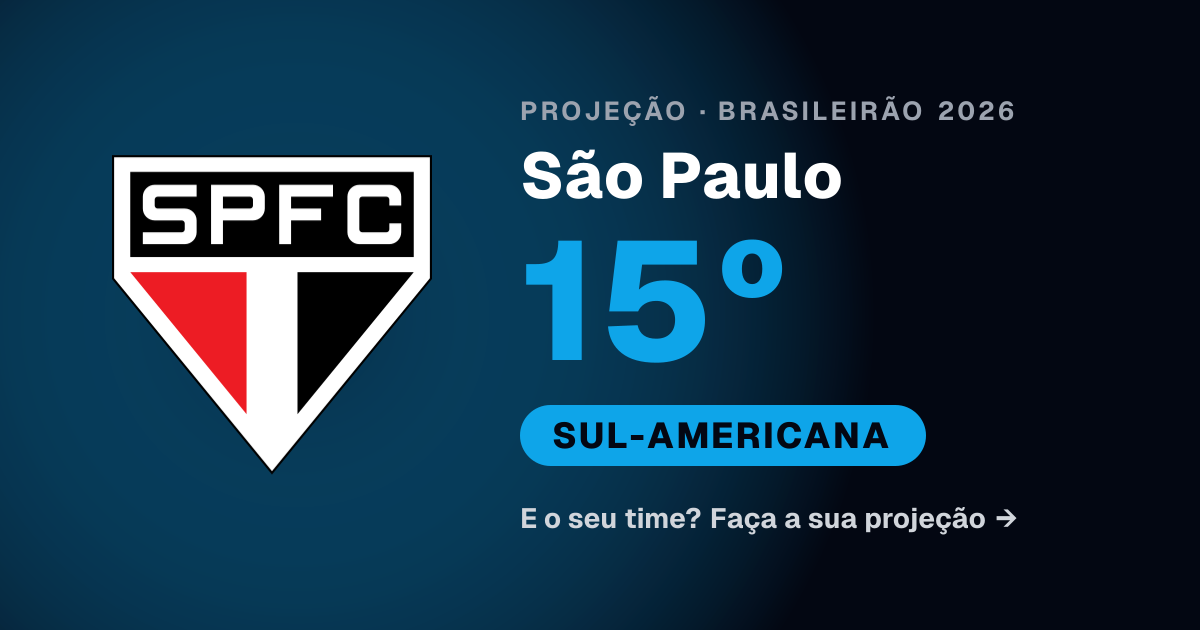 SPFC
PROJEÇÃO · BRASILEIRÃO 2026
São Paulo
15º
SUL-AMERICANA
E o seu time? Faça a sua projeção →